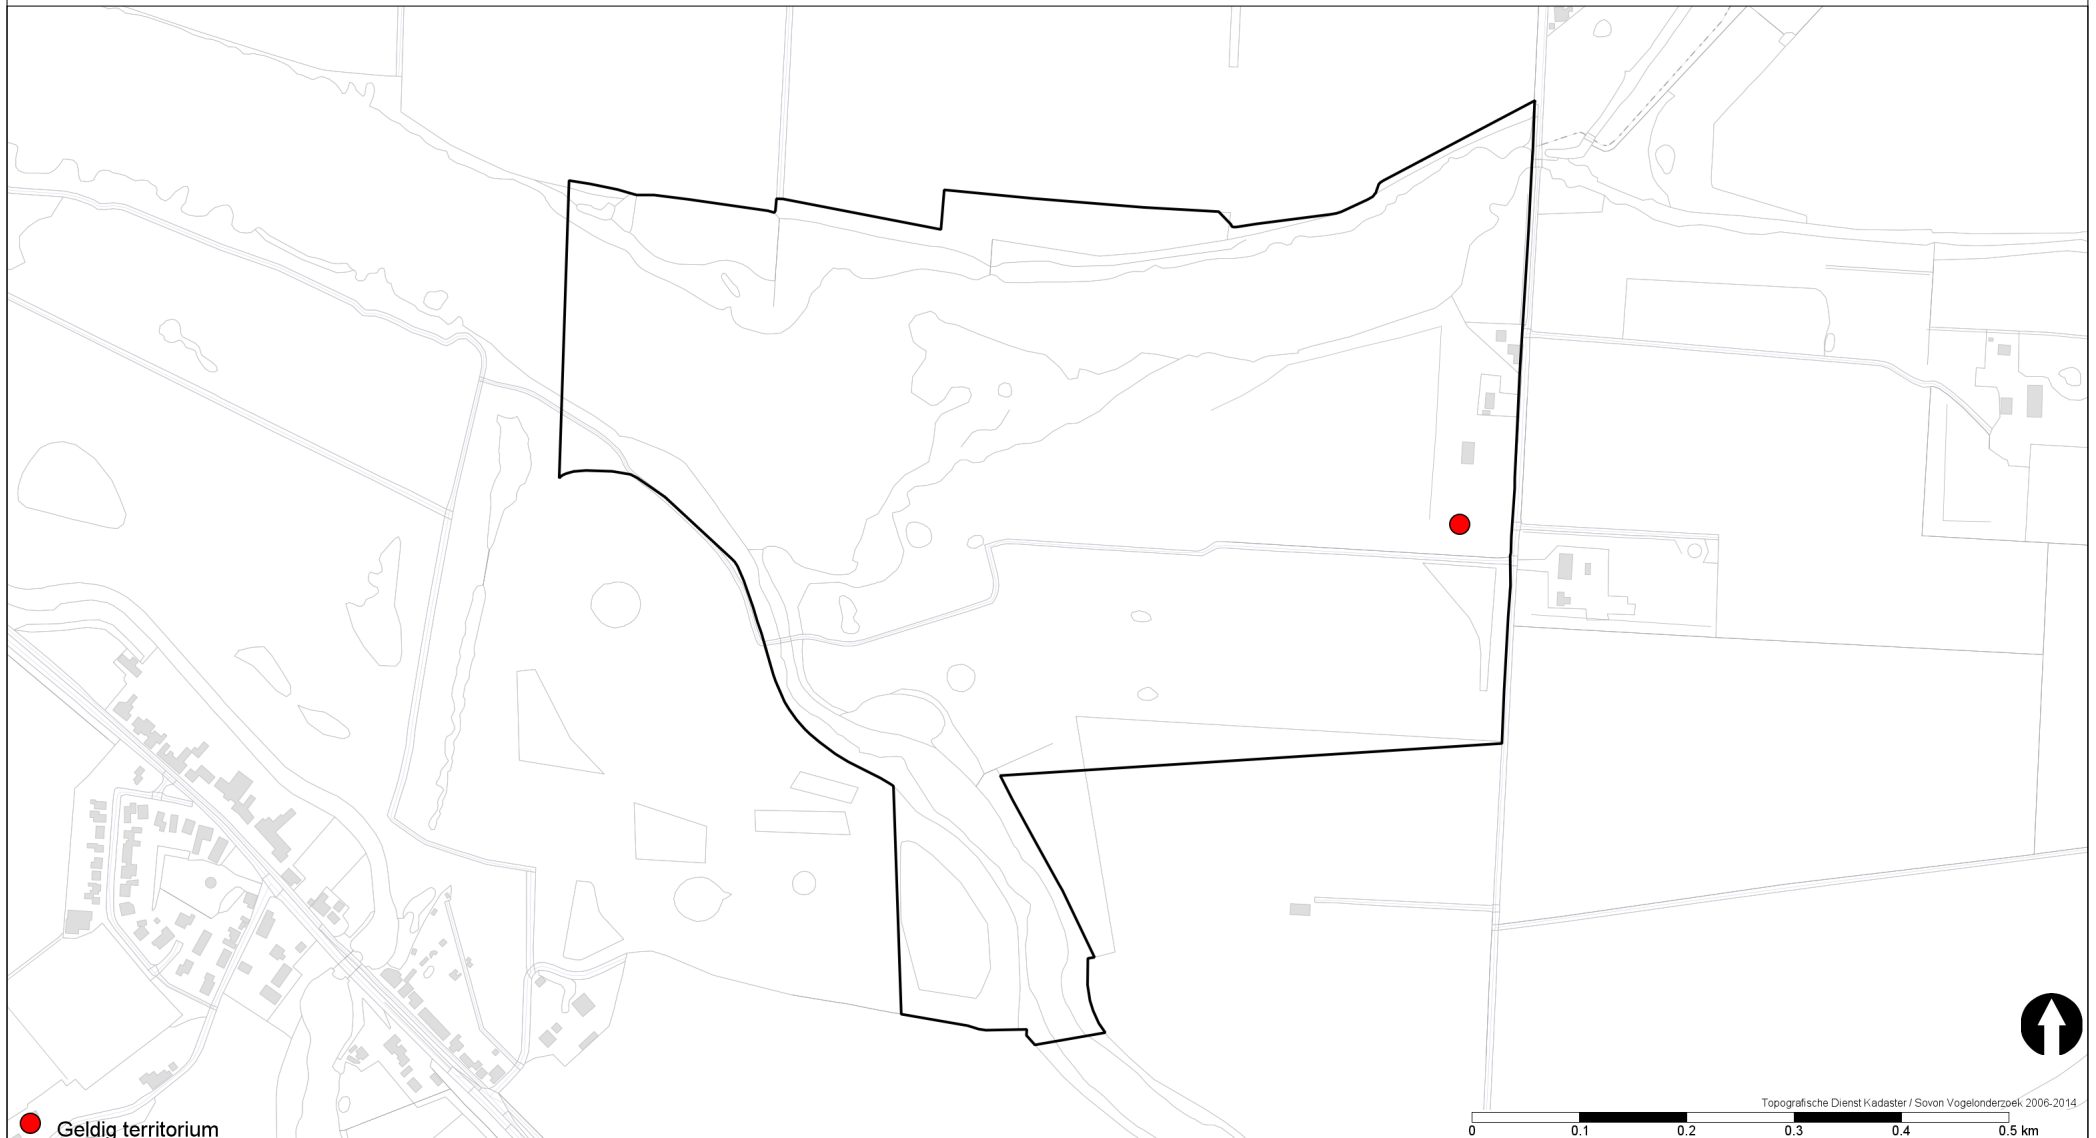 Topografische Dienst Kadaster / Sovon Vogelonderzoek 2006-2014
0 0.1 0.2 0.3 0.4 0.5 km
Geldig territorium